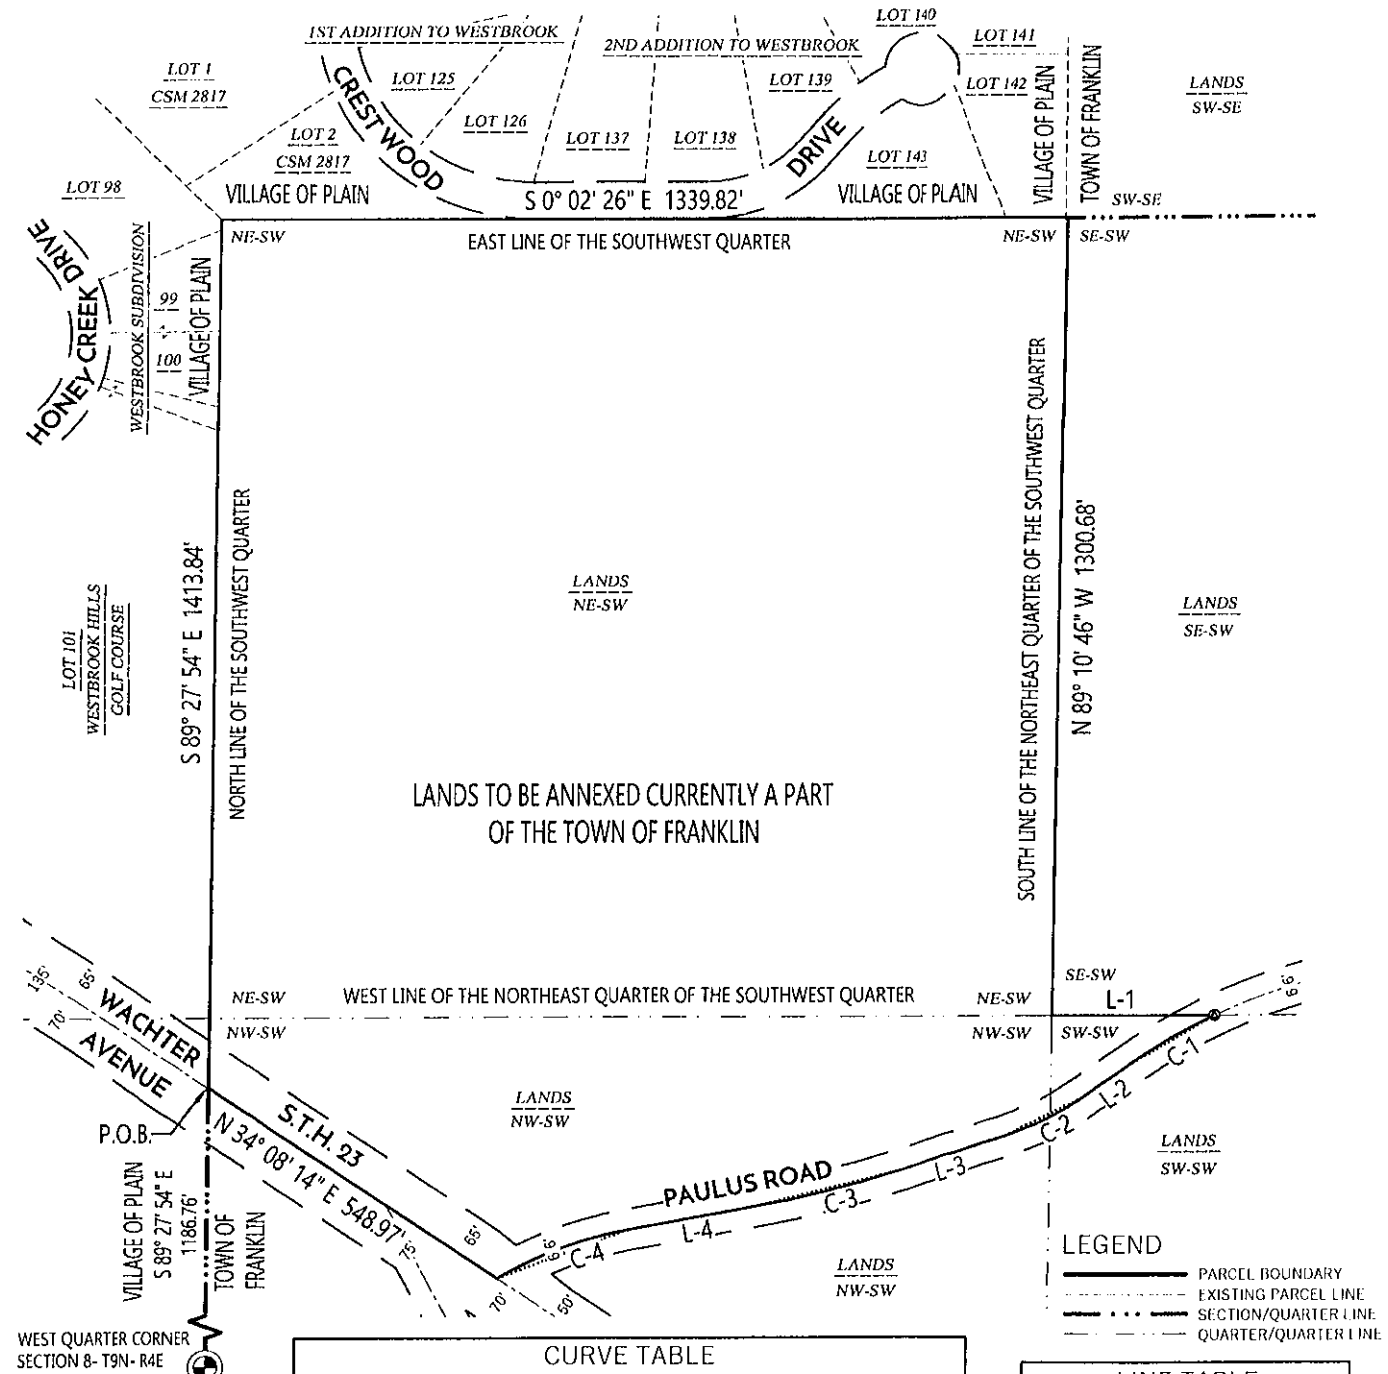 LOT 140
1ST ADDITION TO WESTBROOK
2ND ADDITION TO WESTBROOK
LOT 141
LOT 1
CSM 2817
LOT 125
LOT 139
LOT 142
LANDS
SW-SE
LOT 126
LOT 2
CSM 2817
LOT 137
LOT 138
LOT 143
CRESTWOOD
DRIVE
VILLAGE OF PLAIN
TOWN OF FRANKLIN
LOT 98
VILLAGE OF PLAIN
S 0° 02' 26" E 1339.82'
VILLAGE OF PLAIN
SW-SE
NE-SW
EAST LINE OF THE SOUTHWEST QUARTER
NE-SW
SE-SW
HONEY CREEK DRIVE
WESTBROOK SUBDIVISION
99
100
VILLAGE OF PLAIN
LOT 101
WESTBROOK HILLS
GOLF COURSE
S 89° 27' 54" E 1413.84'
NORTH LINE OF THE SOUTHWEST QUARTER
LANDS
NE-SW
SOUTH LINE OF THE NORTHEAST QUARTER OF THE SOUTHWEST QUARTER
N 89° 10' 46" W 1300.68'
LANDS
SE-SW
LANDS TO BE ANNEXED CURRENTLY A PART
OF THE TOWN OF FRANKLIN
135'
65'
70'
WACHTER
AVENUE
NE-SW
WEST LINE OF THE NORTHEAST QUARTER OF THE SOUTHWEST QUARTER
NE-SW
SE-SW
L-1
NW-SW
NW-SW
SW-SW
C-1
L-2
C-2
LANDS
NW-SW
S.T.H. 23
P.O.B.
N 34° 08' 14" E 548.97'
LANDS
SW-SW
PAULUS ROAD
L-3
C-3
L-4
C-4
VILLAGE OF PLAIN
S 89° 27' 54" E
1186.76'
TOWN OF
FRANKLIN
75'
65'
70'
50'
LANDS
NW-SW
LEGEND
PARCEL BOUNDARY
EXISTING PARCEL LINE
SECTION/QUARTER LINE
QUARTER/QUARTER LINE
WEST QUARTER CORNER
SECTION 8- T9N- R4E
CURVE TABLE
LINE TABLE